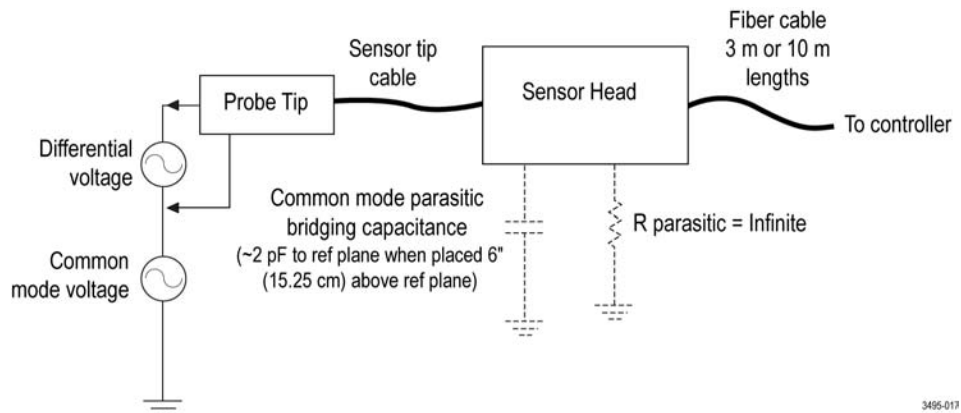 Fiber cable
3 m or 10 m
lengths
Sensor tip
cable
Probe Tip
Sensor Head
To controller
Differential
voltage
Common mode parasitic
bridging capacitance
(~2 pF to ref plane when placed 6"
(15.25 cm) above ref plane)
R parasitic = Infinite
Common
mode voltage